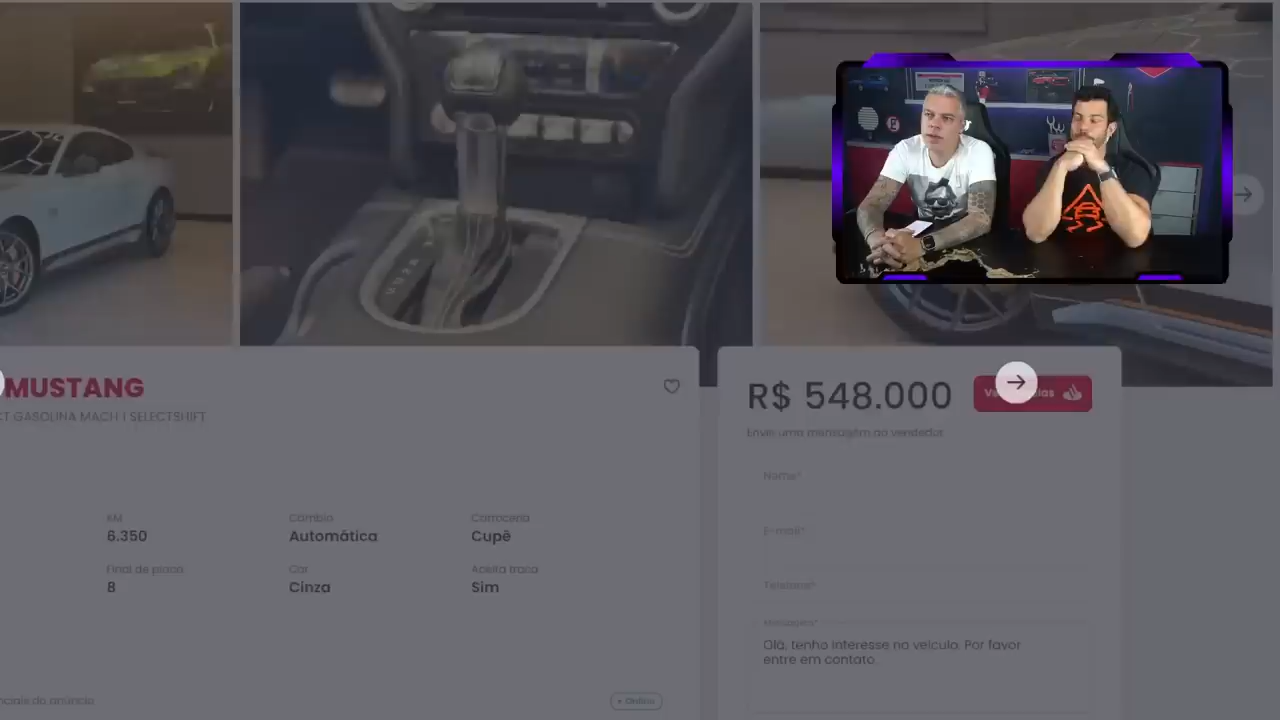 MUSTANG
GASOLINA MACH 1 SELECTSHIFT
R$ 548.000
Envie uma mensagem ao vendedor
Nome*
E-mail*
Telefone*
Mensagem*
Olá, tenho interesse no veículo. Por favor
entre em contato.
KM
6.350
Câmbio
Automática
Carroceria
Cupê
Final de placa
8
Cor
Cinza
Aceita troca
Sim
do anúncio